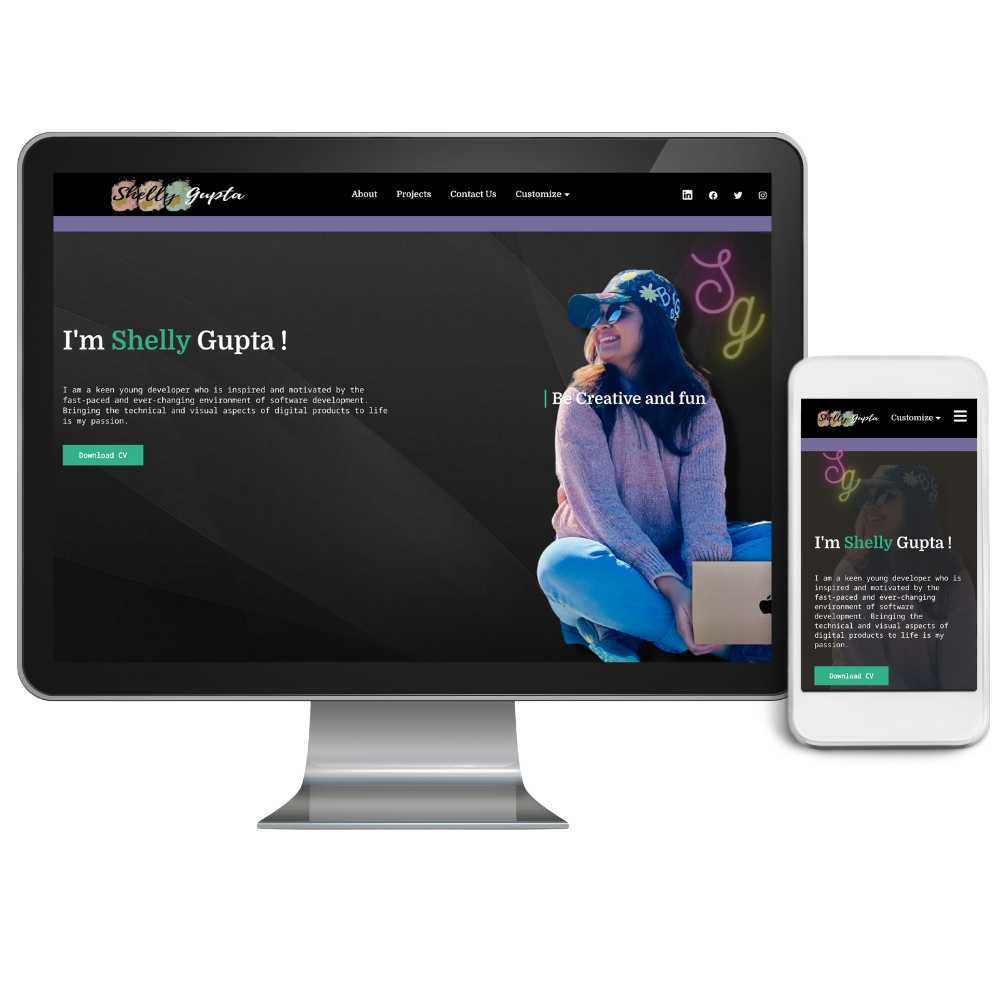 Shelly Gupta
About Projects Contact Us Customize
Sg
I'm Shelly Gupta !
Be Creative and fun
I am a keen young developer who is inspired and motivated by the
fast-paced and ever-changing environment of software development.
Bringing the technical and visual aspects of digital products to life
is my passion.
Download CV
Shelly Gupta Customize
Sg
I'm Shelly Gupta !
I am a keen young developer who is
inspired and motivated by the
fast-paced and ever-changing
environment of software
development. Bringing the
technical and visual aspects of
digital products to life is my
passion.
Download CV